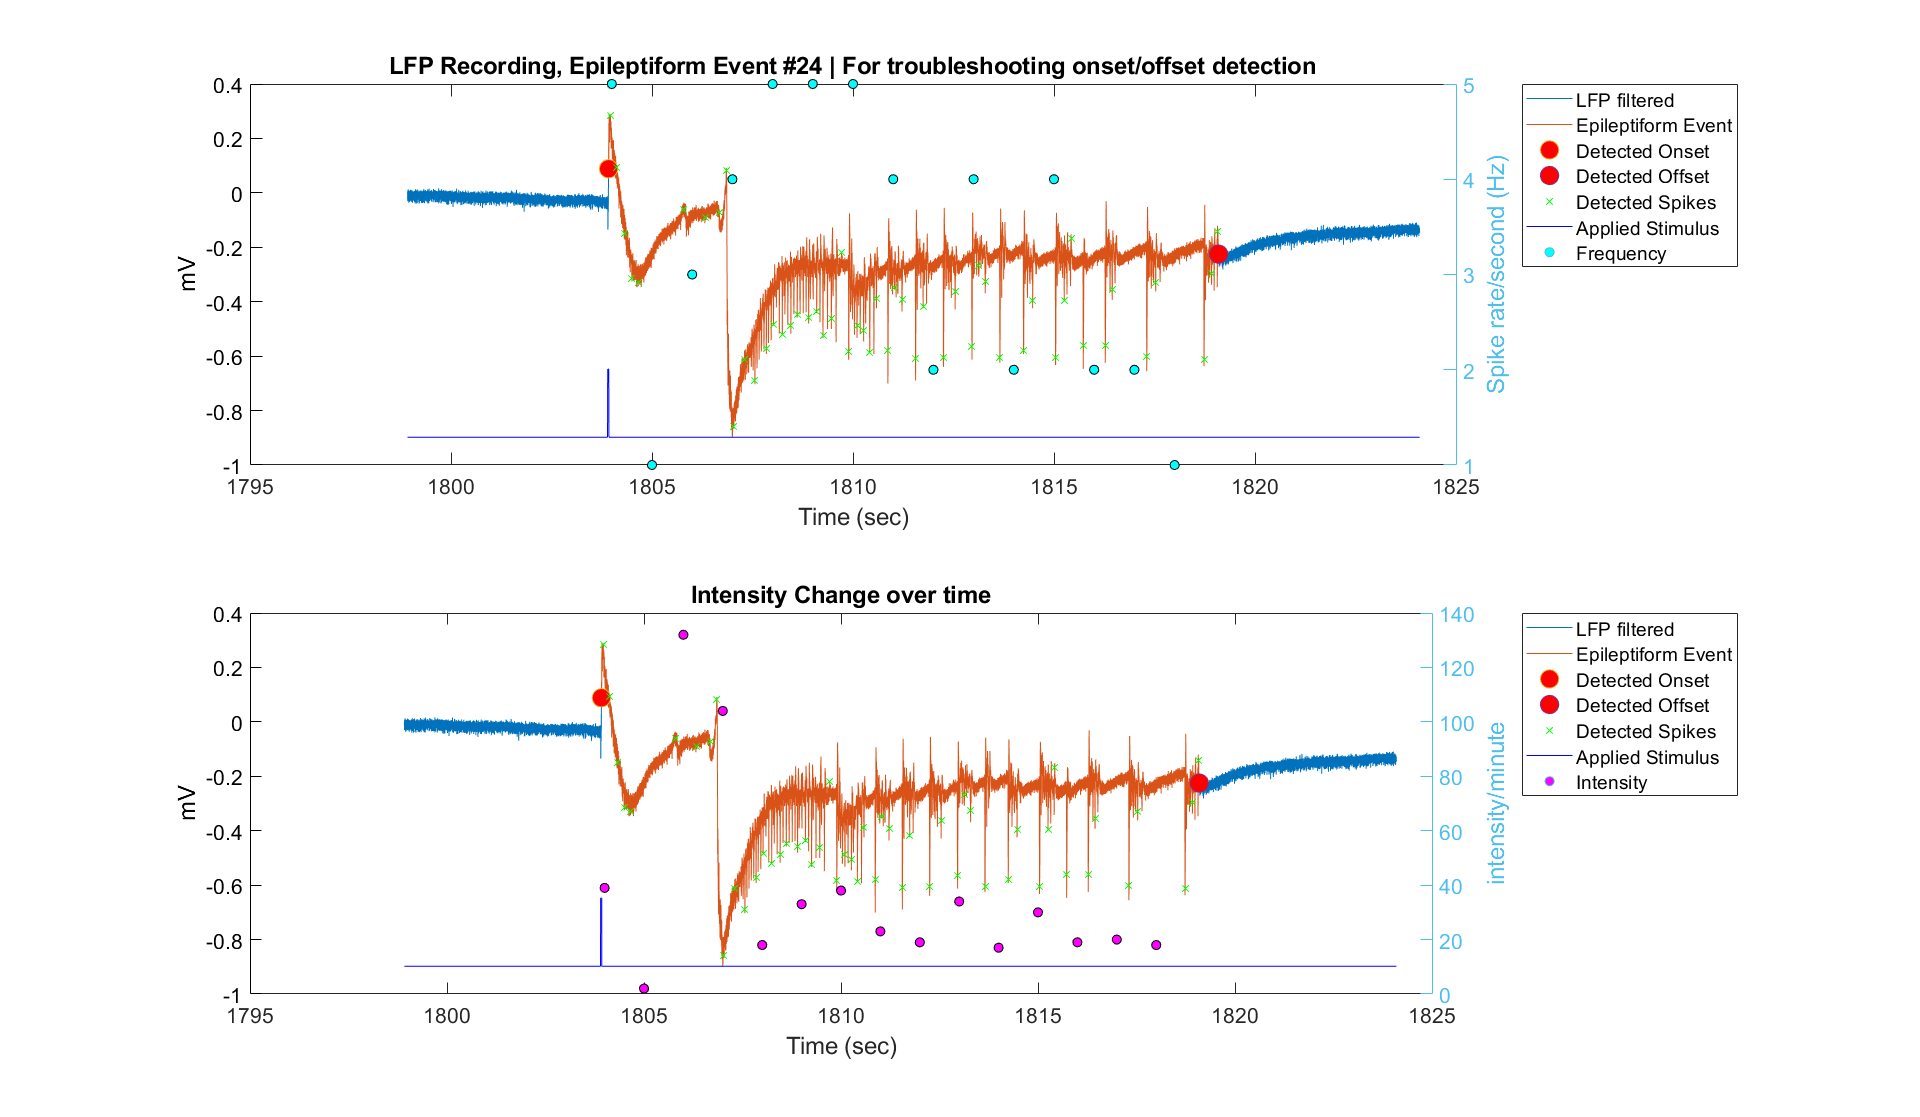 LFP Recording, Epileptiform Event #24 | For troubleshooting onset/offset detection
0.4
0.2
0
-0.2
-0.4
-0.6
-0.8
-1
mV
5
4
3
2
1
Spike rate/second (Hz)
1795 1800 1805 1810 1815 1820 1825
Time (sec)
LFP filtered
Epileptiform Event
Detected Onset
Detected Offset
Detected Spikes
Applied Stimulus
Frequency
Intensity Change over time
0.4
0.2
0
-0.2
-0.4
-0.6
-0.8
-1
mV
140
120
100
80
60
40
20
0
intensity/minute
1795 1800 1805 1810 1815 1820 1825
Time (sec)
LFP filtered
Epileptiform Event
Detected Onset
Detected Offset
Detected Spikes
Applied Stimulus
Intensity